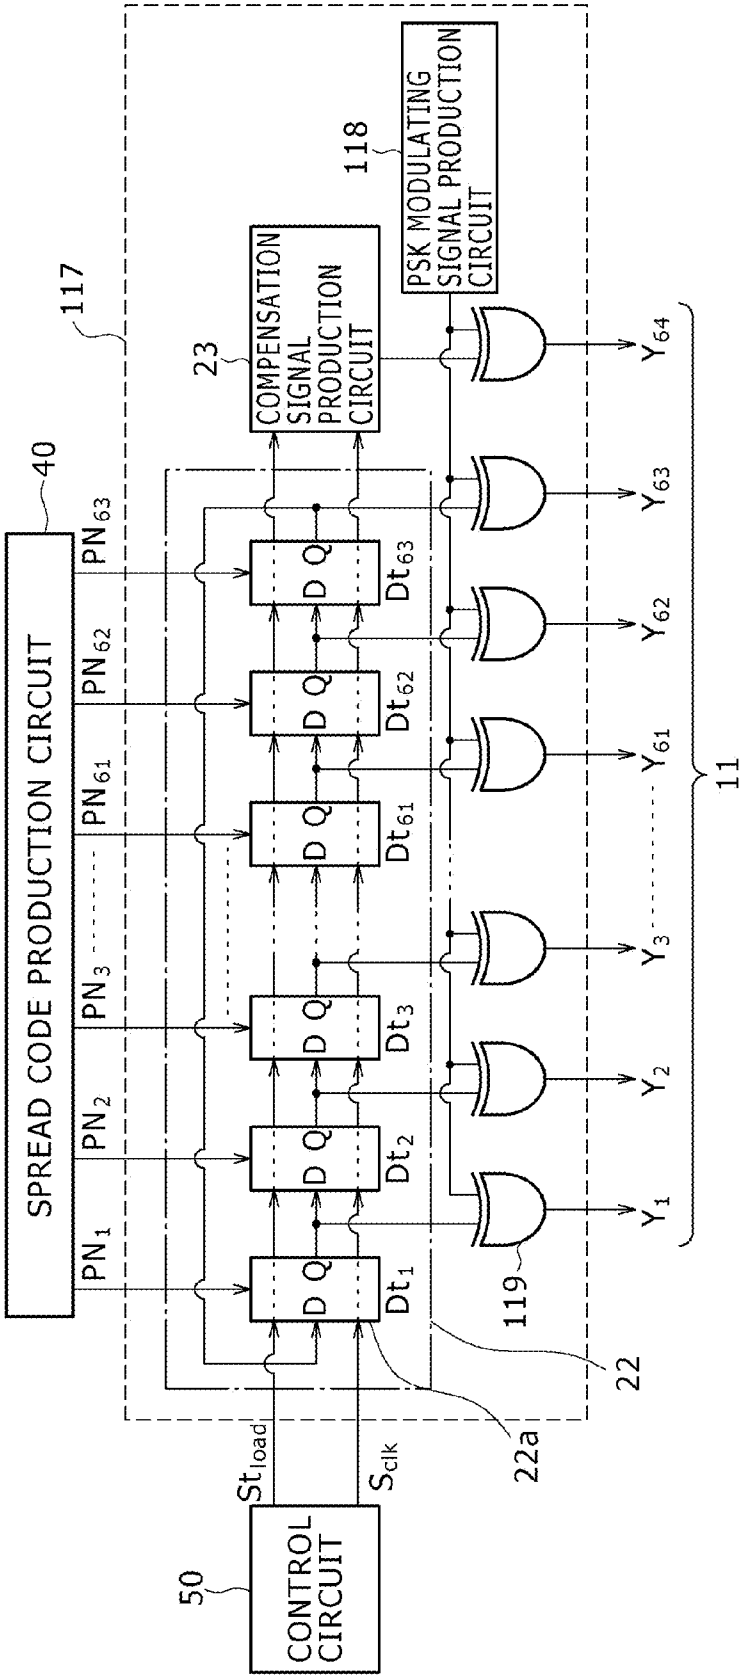 40
SPREAD CODE PRODUCTION CIRCUIT
PN1
PN2
PN3
PN61
PN62
PN63
117
50
CONTROL
CIRCUIT
Stload
Sclk
D Q
D Q
D Q
D Q
D Q
D Q
Dt1
Dt2
Dt3
Dt61
Dt62
Dt63
23
COMPENSATION
SIGNAL
PRODUCTION
CIRCUIT
118
PSK MODULATING
SIGNAL PRODUCTION
CIRCUIT
22a
22
119
Y1
Y2
Y3
Y61
Y62
Y63
Y64
11